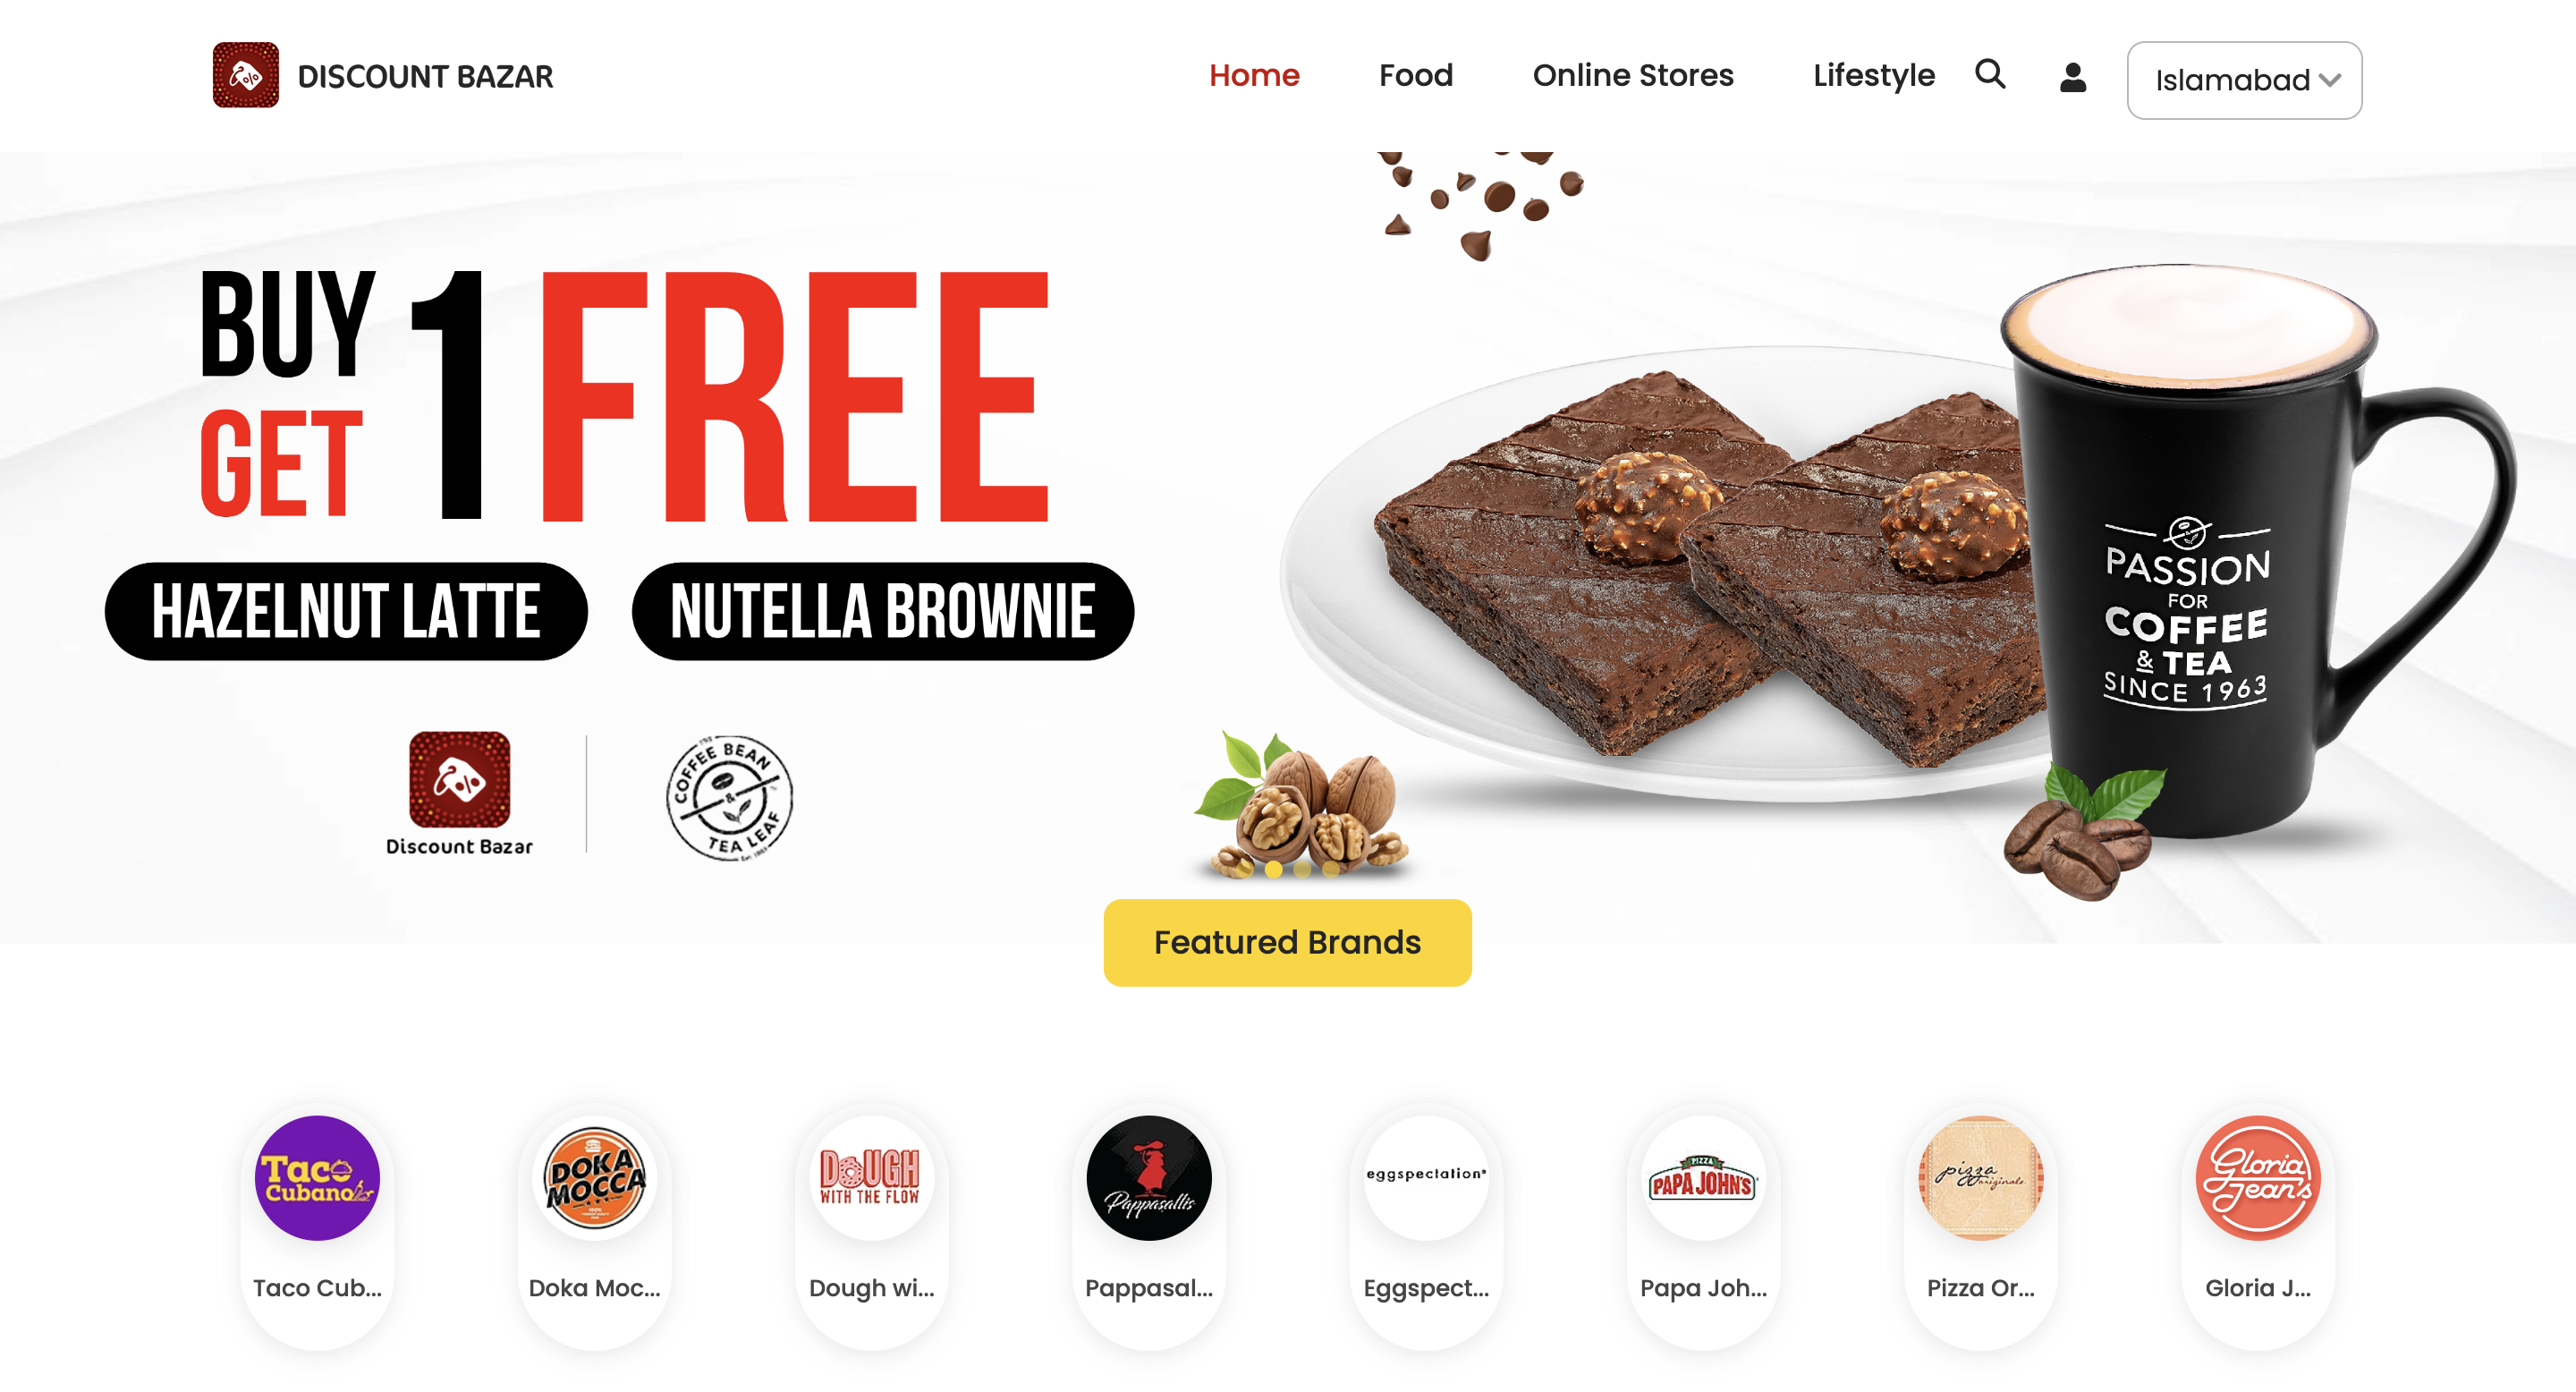 DISCOUNT BAZAR
Home Food Online Stores Lifestyle Islamabad
BUY 1 FREE
GET
HAZELNUT LATTE NUTELLA BROWNIE
Discount Bazar
THE COFFEE BEAN & TEA LEAF
PASSION
FOR
COFFEE
& TEA
SINCE 1963
Featured Brands
Taco Cubano
DOKA MOCCA
DOUGH WITH THE FLOW
Pappasallis
eggspectation
PIZZA PAPA JOHN'S
pizza originals
Gloria Jean's
Taco Cub...
Doka Moc...
Dough wi...
Pappasal...
Eggspect...
Papa Joh...
Pizza Or...
Gloria J...